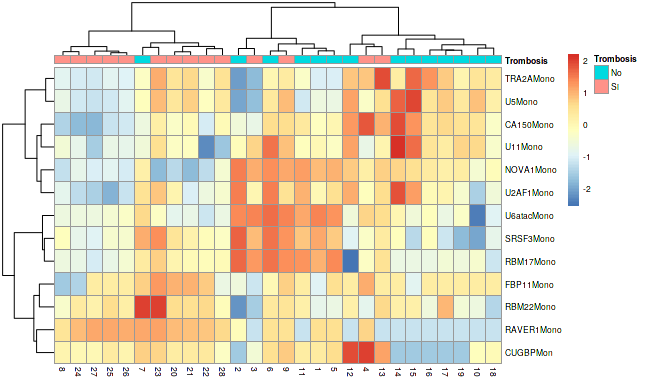 Trombosis
TRA2AMono
U5Mono
CA150Mono
U11Mono
NOVA1Mono
U2AF1Mono
U6atacMono
SRSF3Mono
RBM17Mono
FBP11Mono
RBM22Mono
RAVER1Mono
CUGBPMon
8 24 27 25 26 7 23 20 21 22 28 2 3 6 9 11 1 5 12 4 13 14 15 16 17 19 10 18
2
1
0
-1
-2
Trombosis
No
SI